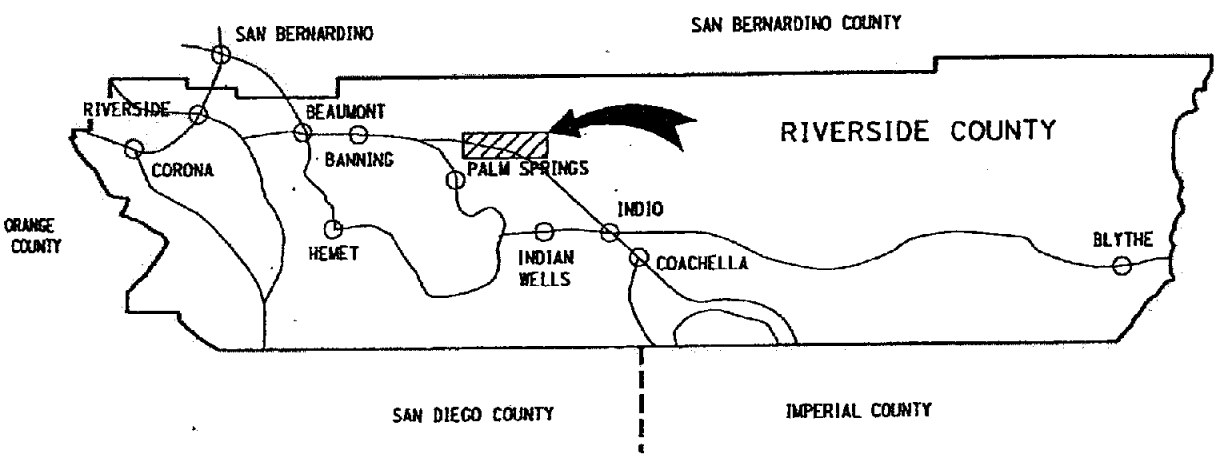 SAN BERNARDINO COUNTY
SAN BERNARDINO
RIVERSIDE
BEAUMONT
RIVERSIDE COUNTY
BANNING
CORONA
PALM SPRINGS
ORANGE
COUNTY
HEMET
INDIO
INDIAN
WELLS
COACHELLA
BLYTHE
SAN DIEGO COUNTY
IMPERIAL COUNTY